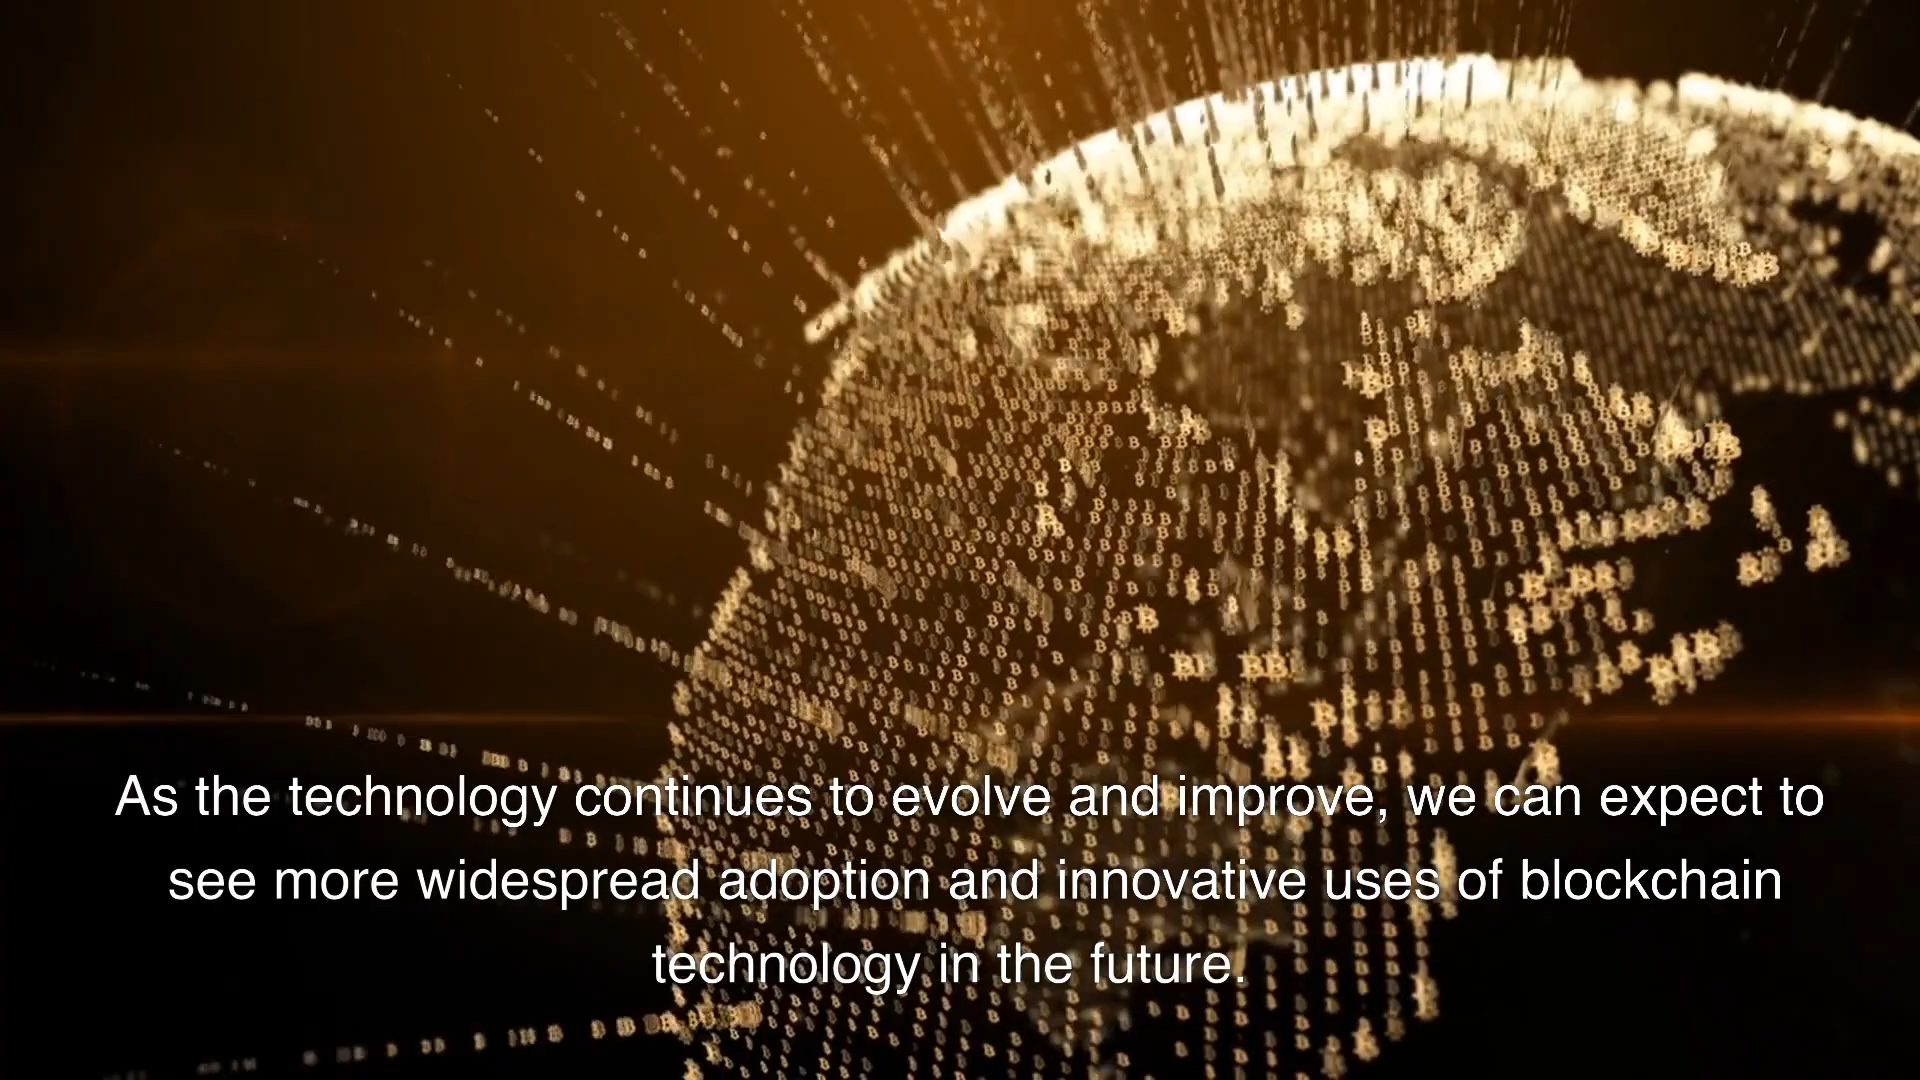 As the technology continues to evolve and improve, we can expect to
see more widespread adoption and innovative uses of blockchain
technology in the future.